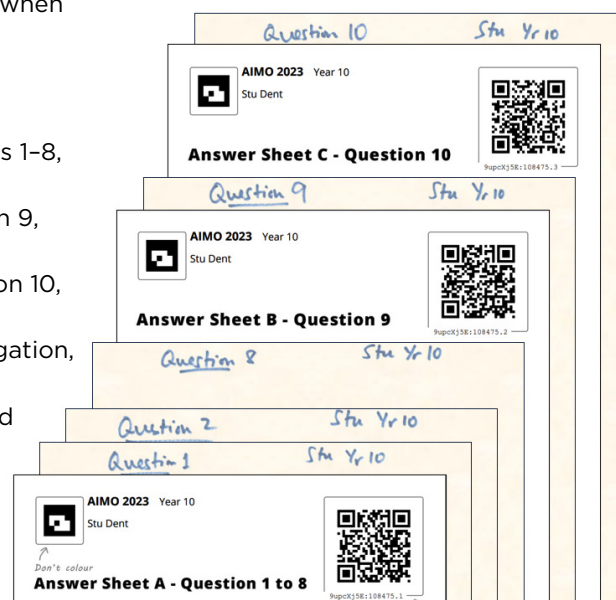 when
Question 10 Stu Yr 10
AIMO 2023 Year 10
Stu Dent
Answer Sheet C - Question 10
9upcXj5E:108475.3
s 1–8,
Question 9 Stu Yr 10
n 9,
AIMO 2023 Year 10
Stu Dent
on 10,
Answer Sheet B - Question 9
9upcXj5E:108475.2
gation,
Question 8 Stu Yr 10
d
Question 2 Stu Yr 10
Question 1 Stu Yr 10
AIMO 2023 Year 10
Stu Dent
Don't colour
Answer Sheet A - Question 1 to 8
9upcXj5E:108475.1